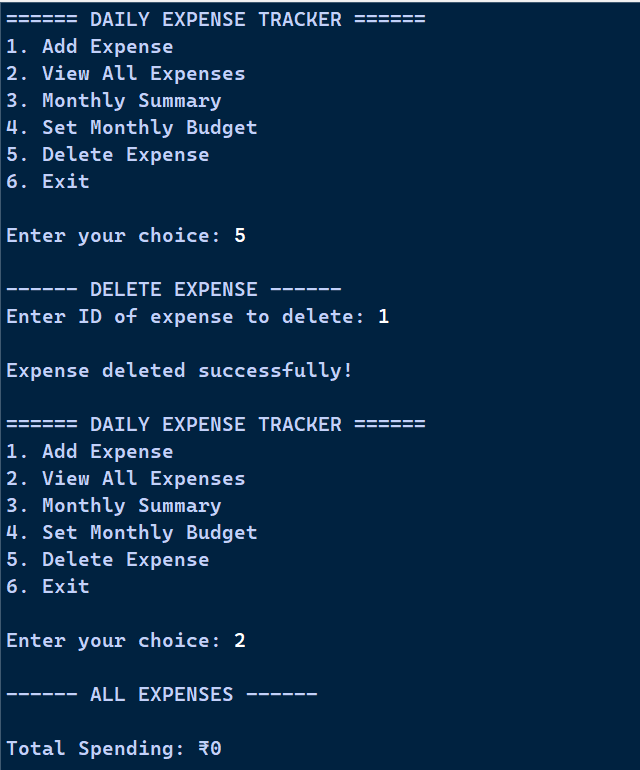 ====== DAILY EXPENSE TRACKER ======
1. Add Expense
2. View All Expenses
3. Monthly Summary
4. Set Monthly Budget
5. Delete Expense
6. Exit
Enter your choice: 5
------ DELETE EXPENSE ------
Enter ID of expense to delete: 1
Expense deleted successfully!
====== DAILY EXPENSE TRACKER ======
1. Add Expense
2. View All Expenses
3. Monthly Summary
4. Set Monthly Budget
5. Delete Expense
6. Exit
Enter your choice: 2
------ ALL EXPENSES ------
Total Spending: ₹0